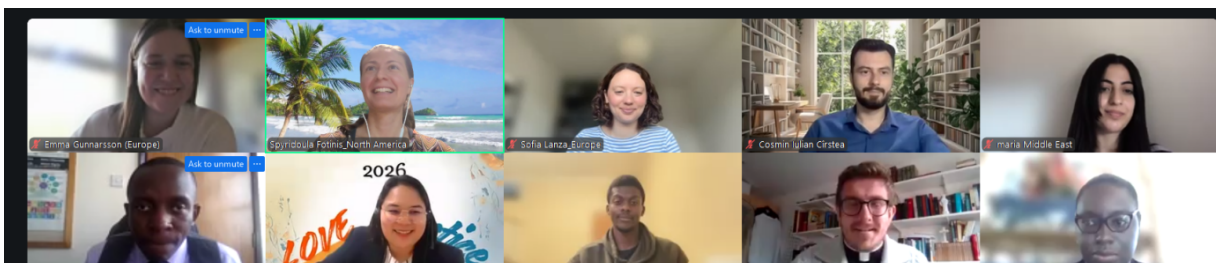 Ask to unmute
Emma Gunnarsson (Europe)
Spyridoula Fotinis_North America
Sofia Lanza_Europe
Cosmin Iulian Cîrstea
maria Middle East
Ask to unmute
2026
LOVE